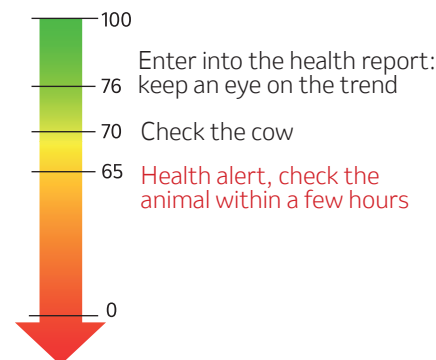 100
Enter into the health report:
76 keep an eye on the trend
70 Check the cow
65 Health alert, check the
animal within a few hours
0